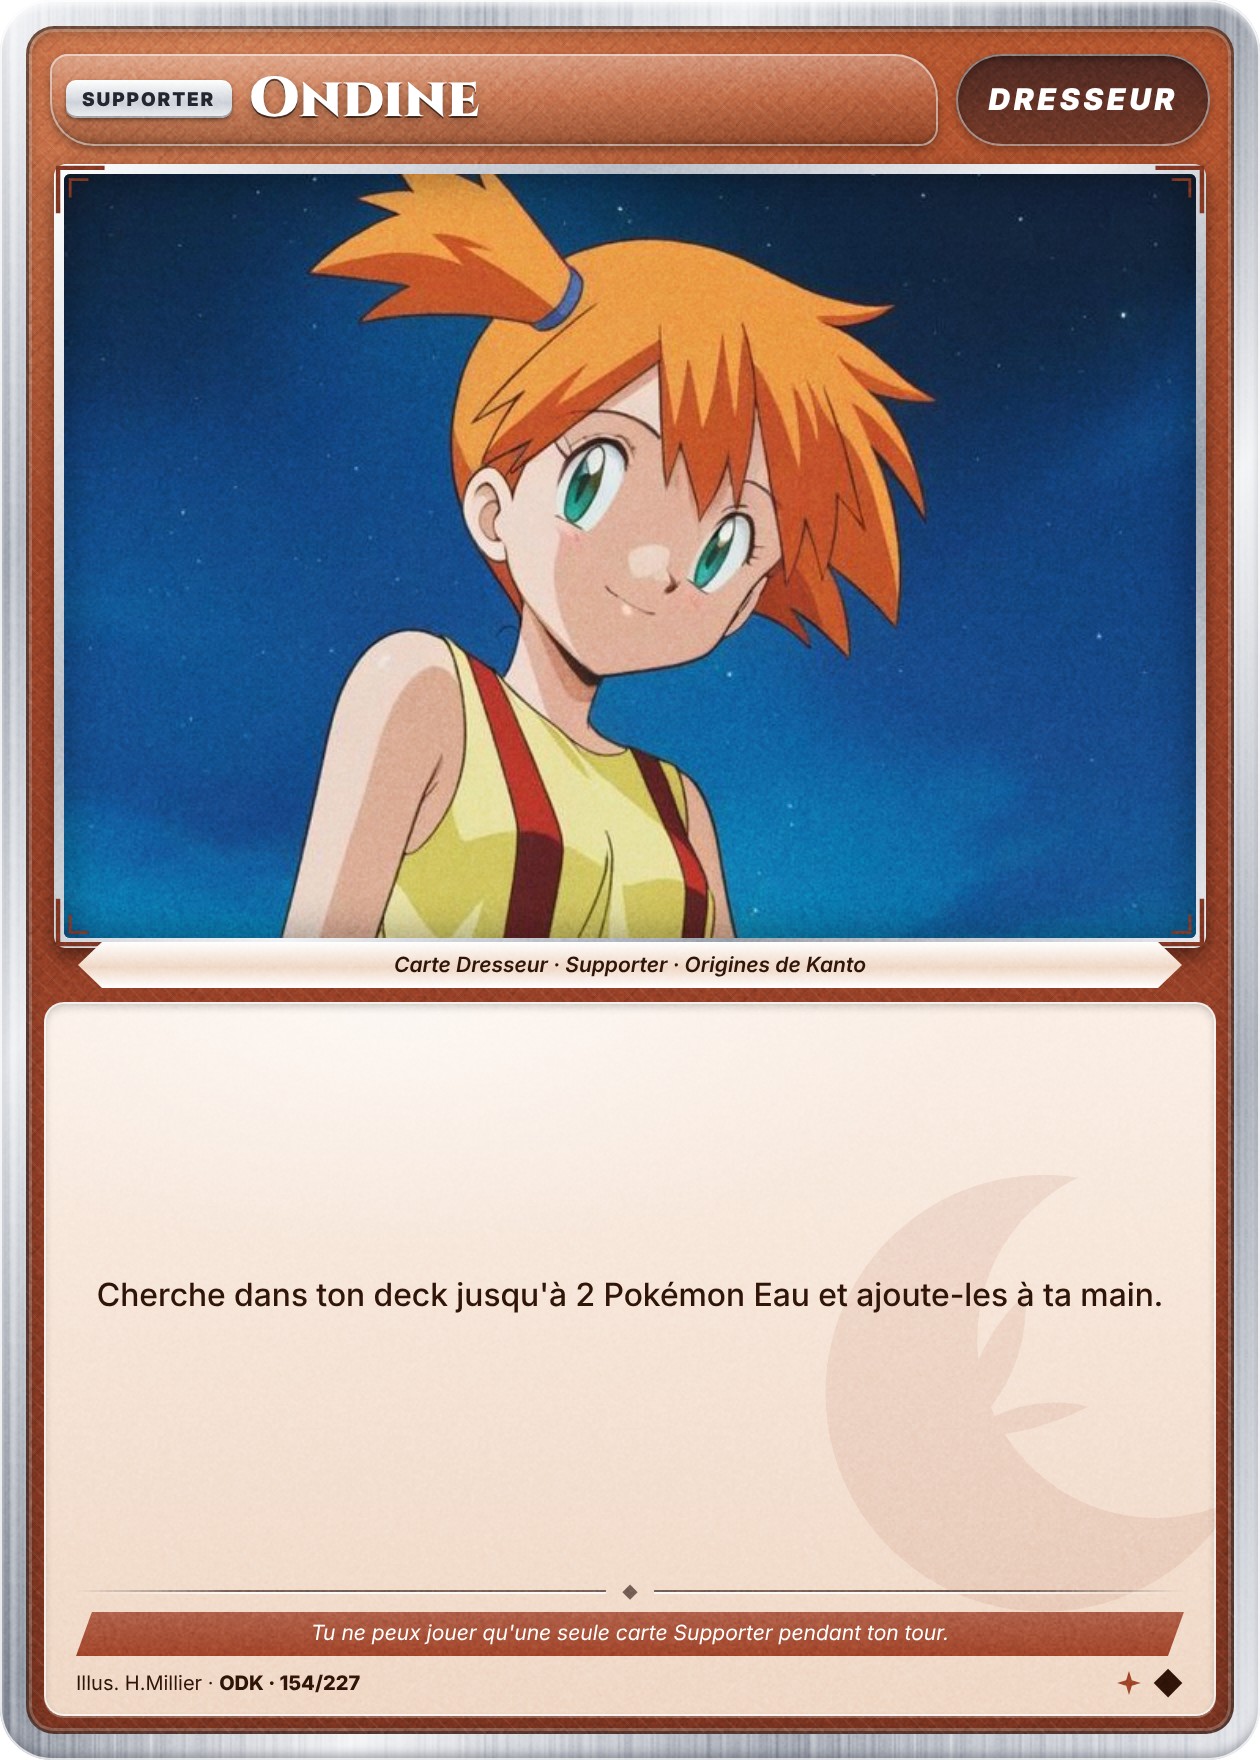 SUPPORTER ONDINE DRESSEUR
Carte Dresseur · Supporter · Origines de Kanto
Cherche dans ton deck jusqu'à 2 Pokémon Eau et ajoute-les à ta main.
Tu ne peux jouer qu'une seule carte Supporter pendant ton tour.
Illus. H.Millier · ODK · 154/227